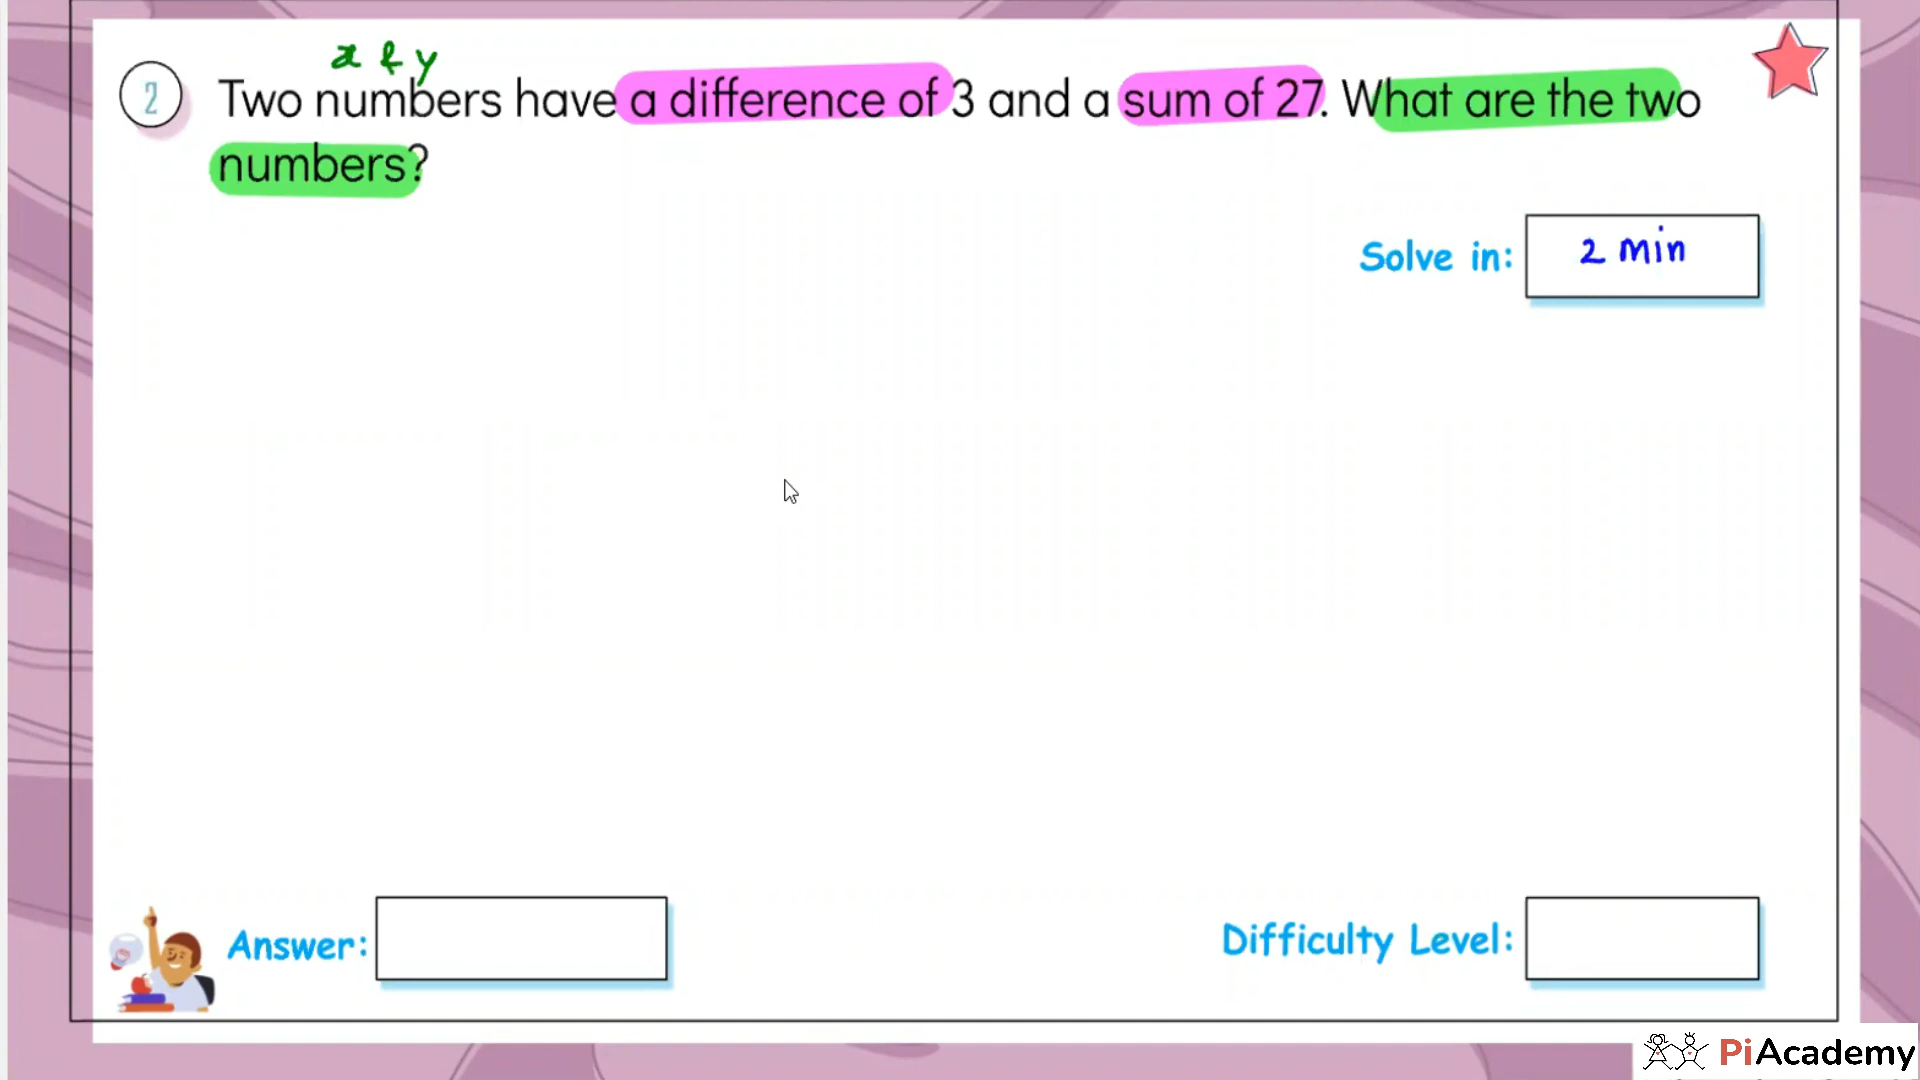 x & y
2 Two numbers have a difference of 3 and a sum of 27. What are the two
numbers?
Solve in: 2 min
Answer:
Difficulty Level:
PiAcademy